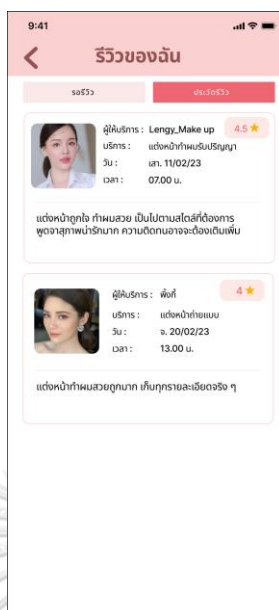 9:41
รีวิวของฉัน
รอรีวิว
ประวัติรีวิว
ผู้ให้บริการ : Lengy_Make up 4.5
บริการ : แต่งหน้าทำผมรับปริญญา
วัน : เสา. 11/02/23
เวลา : 07.00 น.
แต่งหน้าถูกใจ ทำผมสวย เป็นไปตามสไตล์ที่ต้องการ
พูดจาสุภาพน่ารักมาก ความติดทนอาจจะต้องเติมเพิ่ม
ผู้ให้บริการ : พิ้งกี้ 4
บริการ : แต่งหน้าถ่ายแบบ
วัน : จ. 20/02/23
เวลา : 13.00 น.
แต่งหน้าทำผมสวยถูกมาก เก็บทุกรายละเอียดจริง ๆ